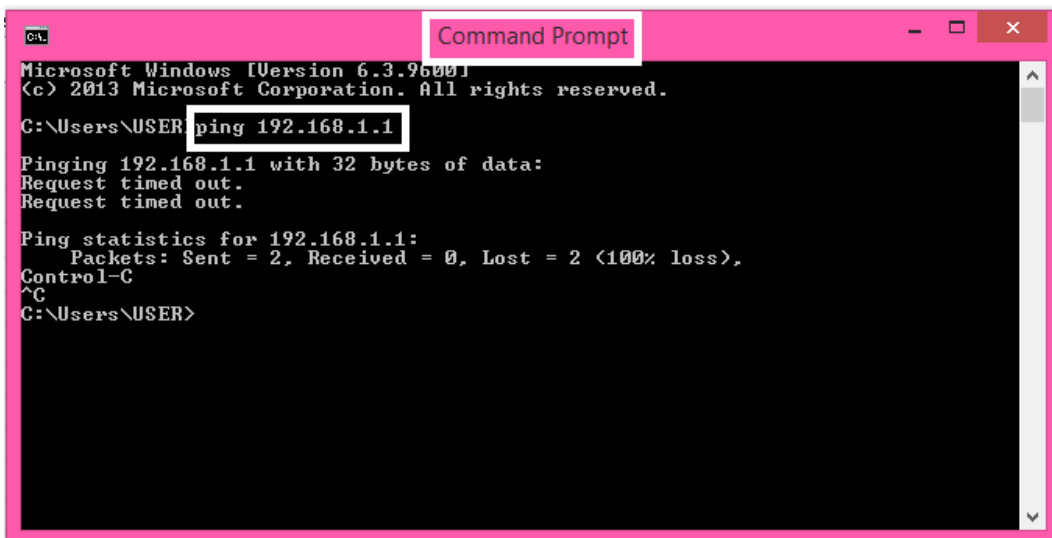 Command Prompt
Microsoft Windows [Version 6.3.9600]
(c) 2013 Microsoft Corporation. All rights reserved.
C:\Users\USER>ping 192.168.1.1
Pinging 192.168.1.1 with 32 bytes of data:
Request timed out.
Request timed out.
Ping statistics for 192.168.1.1:
Packets: Sent = 2, Received = 0, Lost = 2 (100% loss),
Control-C
^C
C:\Users\USER>